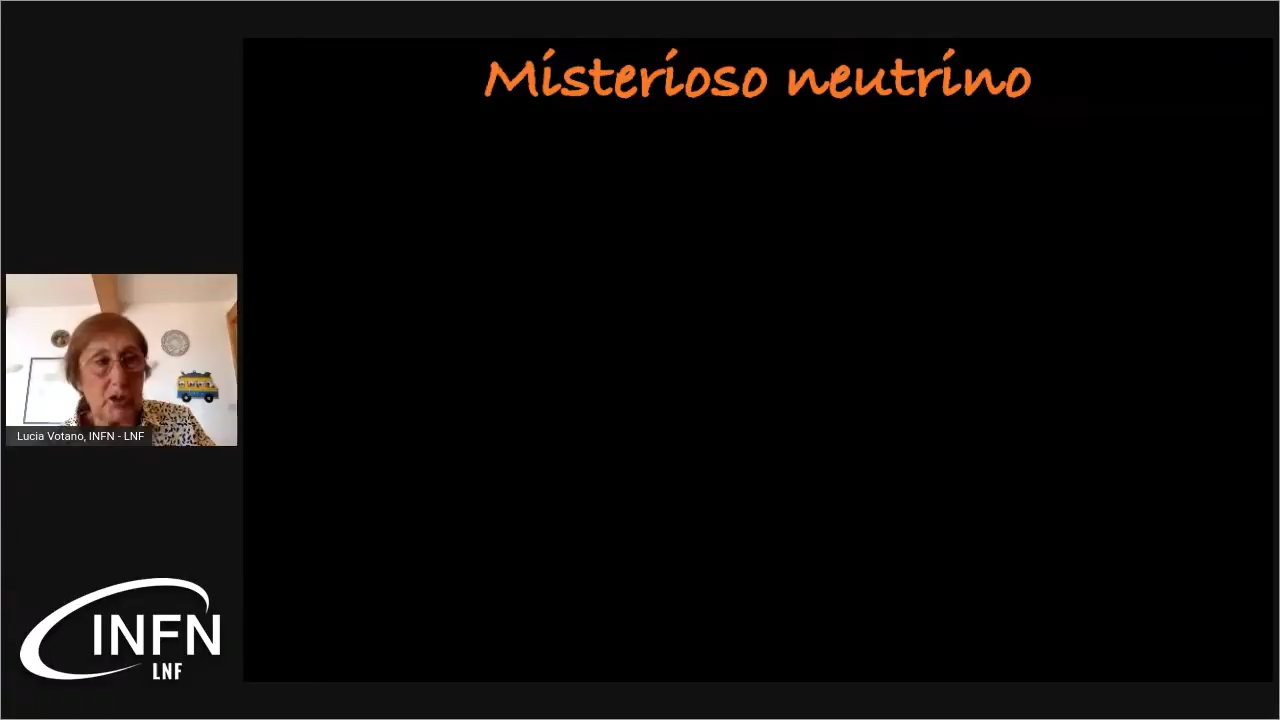 Misterioso neutrino
Lucia Votano, INFN - LNF
INFN
LNF